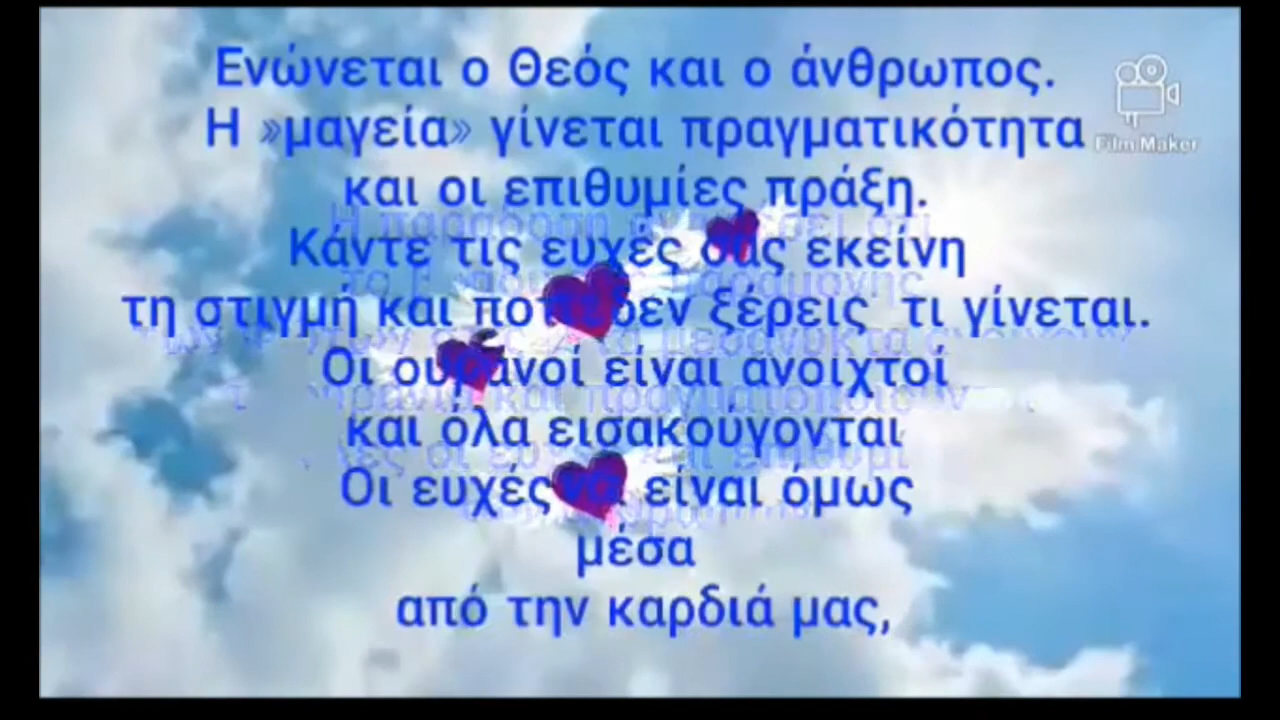 Ενώνεται ο Θεός και ο άνθρωπος.
Η »μαγεία» γίνεται πραγματικότητα
και οι επιθυμίες πράξη.
Κάντε τις ευχές σας εκείνη
τη στιγμή και ποτέ δεν ξέρεις τι γίνεται.
Οι ουρανοί είναι ανοιχτοί
και όλα εισακούγονται
Οι ευχές να είναι όμως
μέσα
από την καρδιά μας,
Film Maker